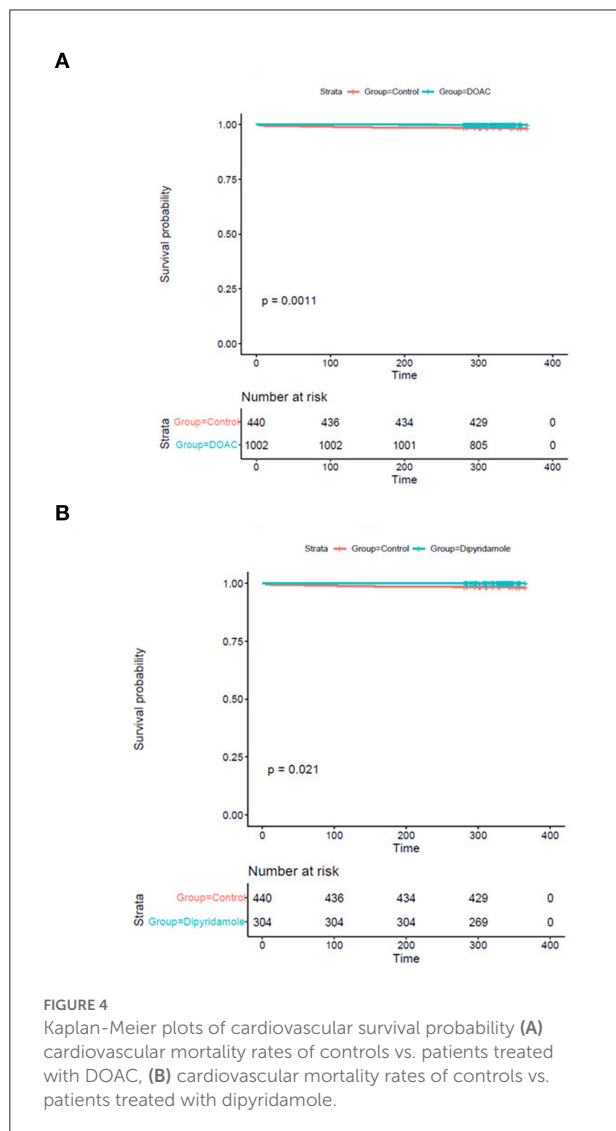 A
Strata Group=Control Group=DOAC
1.00
0.75
0.50
0.25
0.00
Survival probability
p = 0.0011
0 100 200 300 400
Time
Number at risk
Strata
Group=Control 440 436 434 429 0
Group=DOAC 1002 1002 1001 805 0
0 100 200 300 400
Time
B
Strata Group=Control Group=Dipyridamole
1.00
0.75
0.50
0.25
0.00
Survival probability
p = 0.021
0 100 200 300 400
Time
Number at risk
Strata
Group=Control 440 436 434 429 0
Group=Dipyridamole 304 304 304 269 0
0 100 200 300 400
Time
FIGURE 4
Kaplan-Meier plots of cardiovascular survival probability (A)
cardiovascular mortality rates of controls vs. patients treated
with DOAC, (B) cardiovascular mortality rates of controls vs.
patients treated with dipyridamole.